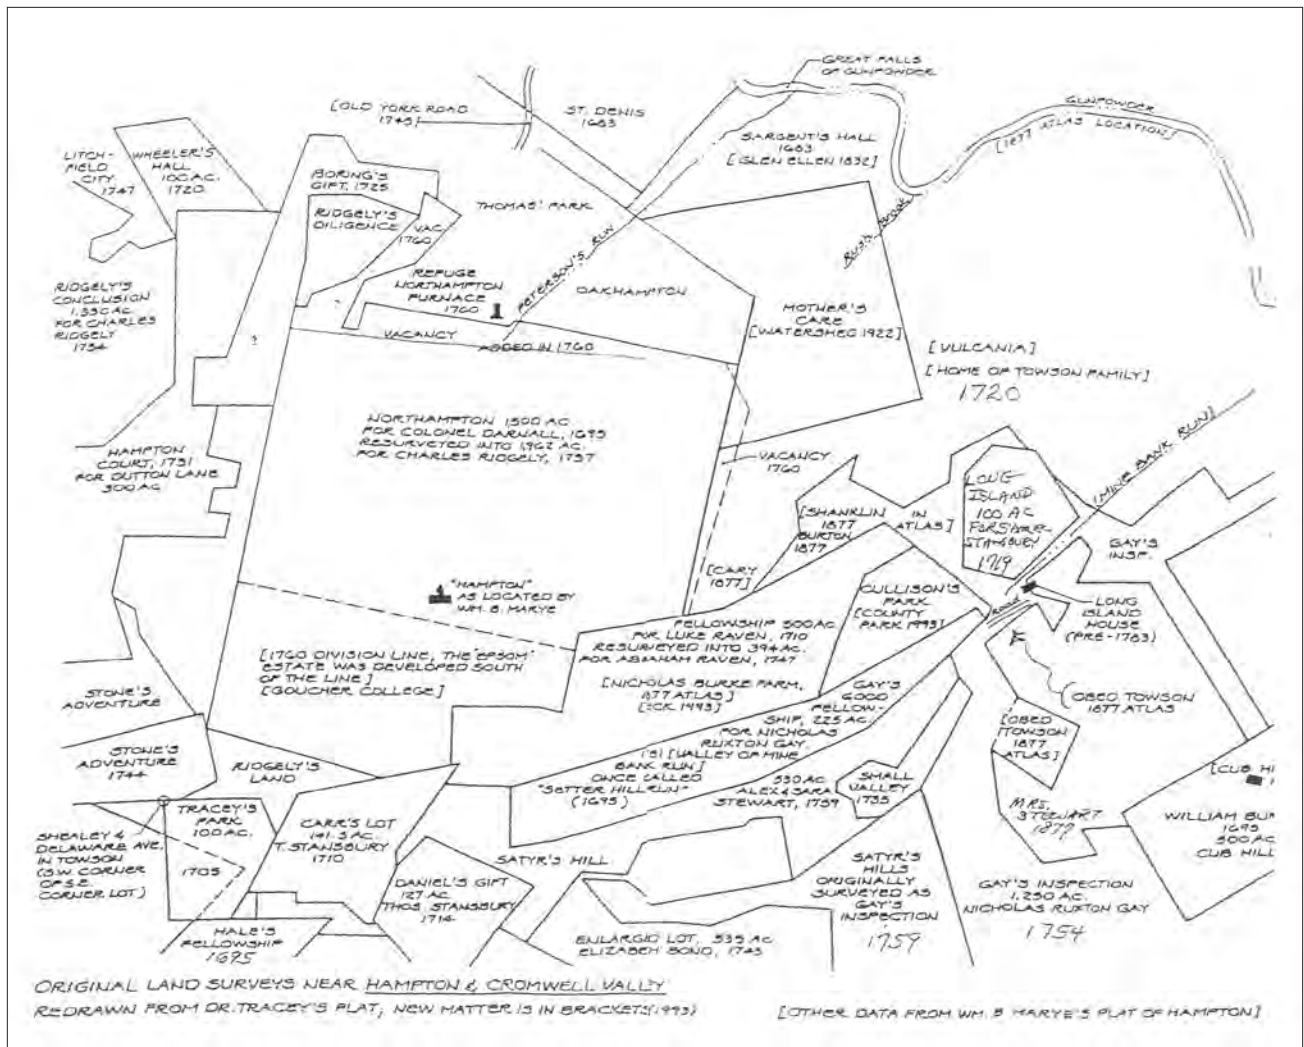 GREAT FALLS
OF GUNPOWDER
[OLD YORK ROAD
1745]
ST. DENIS
1683
GUNPOWDER
[1877 ATLAS LOCATION]
SARGENT'S HALL
1683
[GLEN ELLEN 1832]
LITCH-
FIELD
CITY
1747
WHEELER'S
HALL
100 AC.
1720
BORING'S
GIFT, 1725
RIDGELY'S
DILIGENCE
VAC.
1760
THOMAS' PARK
PETERSON'S RUN
RIDGELY'S
CONCLUSION
FOR CHARLES
RIDGELY
1754
?
?
REFUGE
NORTHAMPTON
FURNACE
1760
OAKHAMPTON
VACANCY
ADDED IN 1760
MOTHER'S
CARE
[WATERSHED 1922]
[VULCANIA]
[HOME OF TOWSON FAMILY]
1720
NORTHAMPTON 1500 AC.
FOR COLONEL DARNALL, 1695
RESURVEYED INTO 1,962 AC.
FOR CHARLES RIDGELY, 1757
HAMPTON
COURT, 1751
FOR DUTTON LANE
300 AC
VACANCY
1760
[MINE BANK RUN]
LONG
ISLAND
100 AC
STANSBURY
1719
[SHANKLIN
1877
BURTON
1877
IN
ATLAS]
GAY'S
INSP.
[CARY
1877]
"HAMPTON"
AS LOCATED BY
WM. B. MARYE
CULLISON'S
PARK
[COUNTY
PARK 1993]
Road
LONG
ISLAND
HOUSE
(PRE-1783)
FELLOWSHIP 500 AC.
FOR LUKE RAVEN, 1710
RESURVEYED INTO 394 AC.
FOR ABRAHAM RAVEN, 1747
[NICHOLAS BURKE FARM,
1877 ATLAS]
[1760 DIVISION LINE, THE "EPSOM"
ESTATE WAS DEVELOPED SOUTH
OF THE LINE]
[GOUCHER COLLEGE]
STONE'S
ADVENTURE
GAY'S
GOOD
FELLOW-
SHIP, 225 AC.
FOR NICHOLAS
RUXTON GAY.
[VALLEY OF MINE
BANK RUN]
ONCE CALLED
"SETTER HILL RUN"
(1695)
OBED TOWSON
1877 ATLAS
[OBED
TOWSON
1877
ATLAS]
STONE'S
ADVENTURE
1744
RIDGELY'S
LAND
530 AC
ALEX & SARA
STEWART, 1759
SMALL
VALLEY
1735
MRS.
STEWART
1877
[CUB HI
WILLIAM BU
1695
500 AC
CUB HILL
SHEALEY &
DELAWARE AVE.
IN TOWSON
(S.W. CORNER
OF S.E.
CORNER LOT)
TRACEY'S
PARK
100 AC.
1705
CARR'S LOT
141.5 AC.
T. STANSBURY
1710
DANIEL'S GIFT
127 AC
THOS. STANSBURY
1714
SATYR'S HILL
SATYR'S
HILLS
ORIGINALLY
SURVEYED AS
GAY'S
INSPECTION
1759
GAY'S INSPECTION
1,250 AC.
NICHOLAS RUXTON GAY
1754
HALE'S
FELLOWSHIP
1695
ENLARGED LOT, 535 AC
ELIZABEH BOND, 1743
ORIGINAL LAND SURVEYS NEAR HAMPTON & CROMWELL VALLEY
REDRAWN FROM DR. TRACEY'S PLAT, NEW MATTER IS IN BRACKETS (1993)
[OTHER DATA FROM WM. B MARYE'S PLAT OF HAMPTON]